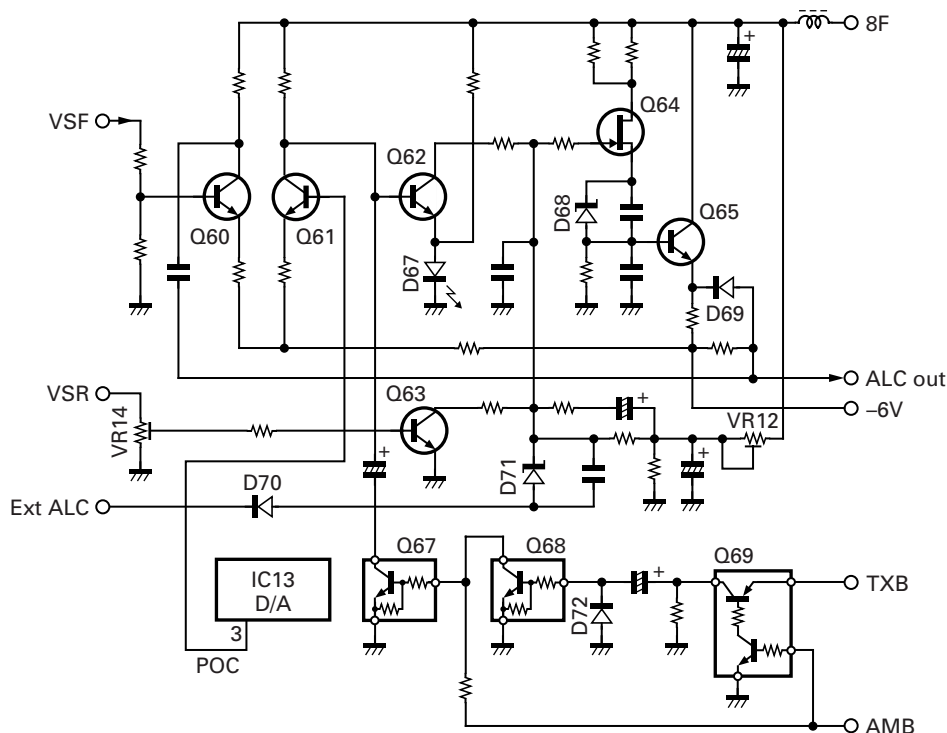 8F
VSF
Q60
Q61
Q62
D67
Q64
D68
Q65
D69
+
ALC out
–6V
VSR
VR14
Q63
+
VR12
+
+
D71
D70
Ext ALC
IC13
D/A
3
POC
Q67
Q68
D72
+
Q69
TXB
AMB